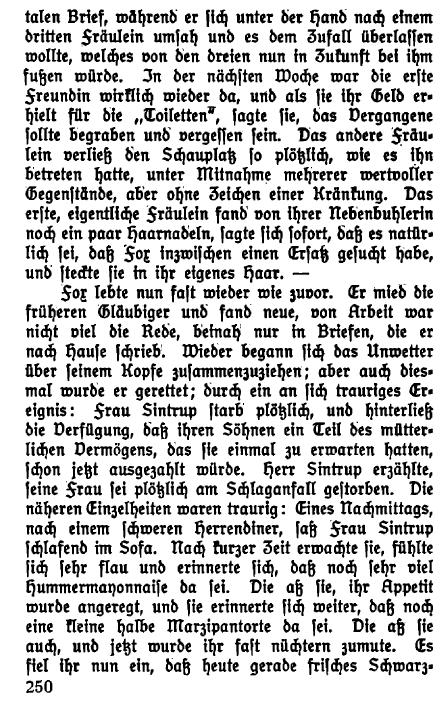 talen Brief, während er sich unter der Hand nach einem
dritten Fräulein umsah und es dem Zufall überlassen
wollte, welches von den dreien nun in Zukunft bei ihm
fußen würde. In der nächsten Woche war die erste
Freundin wirklich wieder da, und als sie ihr Geld er-
hielt für die „Toiletten“, sagte sie, das Vergangene
sollte begraben und vergessen sein. Das andere Fräu-
lein verließ den Schauplatz so plötzlich, wie es ihn
betreten hatte, unter Mitnahme mehrerer wertvoller
Gegenstände, aber ohne Zeichen einer Kränkung. Das
erste, eigentliche Fräulein fand von ihrer Nebenbuhlerin
noch ein paar Haarnadeln, sagte sich sofort, daß es natür-
lich sei, daß Fox inzwischen einen Ersatz gesucht habe,
und steckte sie in ihr eigenes Haar. —
Fox lebte nun fast wieder wie zuvor. Er mied die
früheren Gläubiger und fand neue, von Arbeit war
nicht viel die Rede, beinah nur in Briefen, die er
nach Hause schrieb. Wieder begann sich das Unwetter
über seinem Kopfe zusammenzuziehen; aber auch dies-
mal wurde er gerettet; durch ein an sich trauriges Er-
eignis: Frau Sintrup starb plötzlich, und hinterließ
die Verfügung, daß ihren Söhnen ein Teil des mütter-
lichen Vermögens, das sie einmal zu erwarten hatten,
schon jetzt ausgezahlt würde. Herr Sintrup erzählte,
seine Frau sei plötzlich am Schlaganfall gestorben. Die
näheren Einzelheiten waren traurig: Eines Nachmittags,
nach einem schweren Herrendiner, saß Frau Sintrup
schlafend im Sofa. Nach kurzer Zeit erwachte sie, fühlte
sich sehr flau und erinnerte sich, daß noch sehr viel
Hummermayonnaise da sei. Die aß sie, ihr Appetit
wurde angeregt, und sie erinnerte sich weiter, daß noch
eine kleine halbe Marzipantorte da sei. Die aß sie
auch, und jetzt wurde ihr fast nüchtern zumute. Es
fiel ihr nun ein, daß heute gerade frisches Schwarz-
250